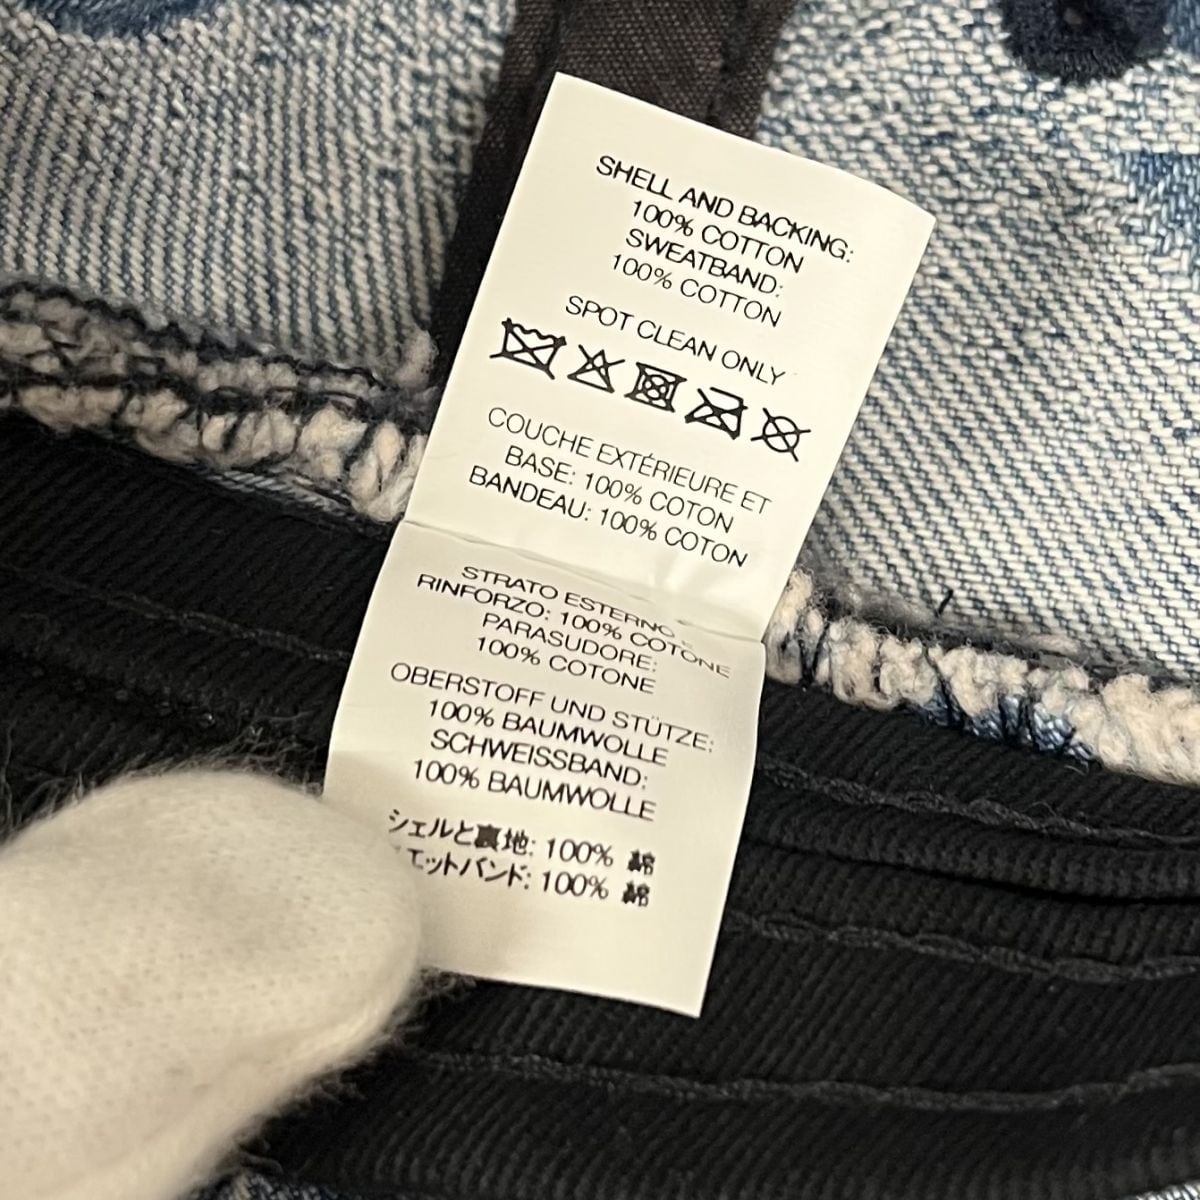 SHELL AND BACKING:
100% COTTON
SWEATBAND:
100% COTTON
SPOT CLEAN ONLY
COUCHE EXTÉRIEURE ET
BASE: 100% COTON
BANDEAU: 100% COTON
STRATO ESTERNO E
RINFORZO: 100% COTONE
PARASUDORE:
100% COTONE
OBERSTOFF UND STÜTZE:
100% BAUMWOLLE
SCHWEISSBAND:
100% BAUMWOLLE
シェルと裏地: 100% 綿
エットバンド: 100% 綿